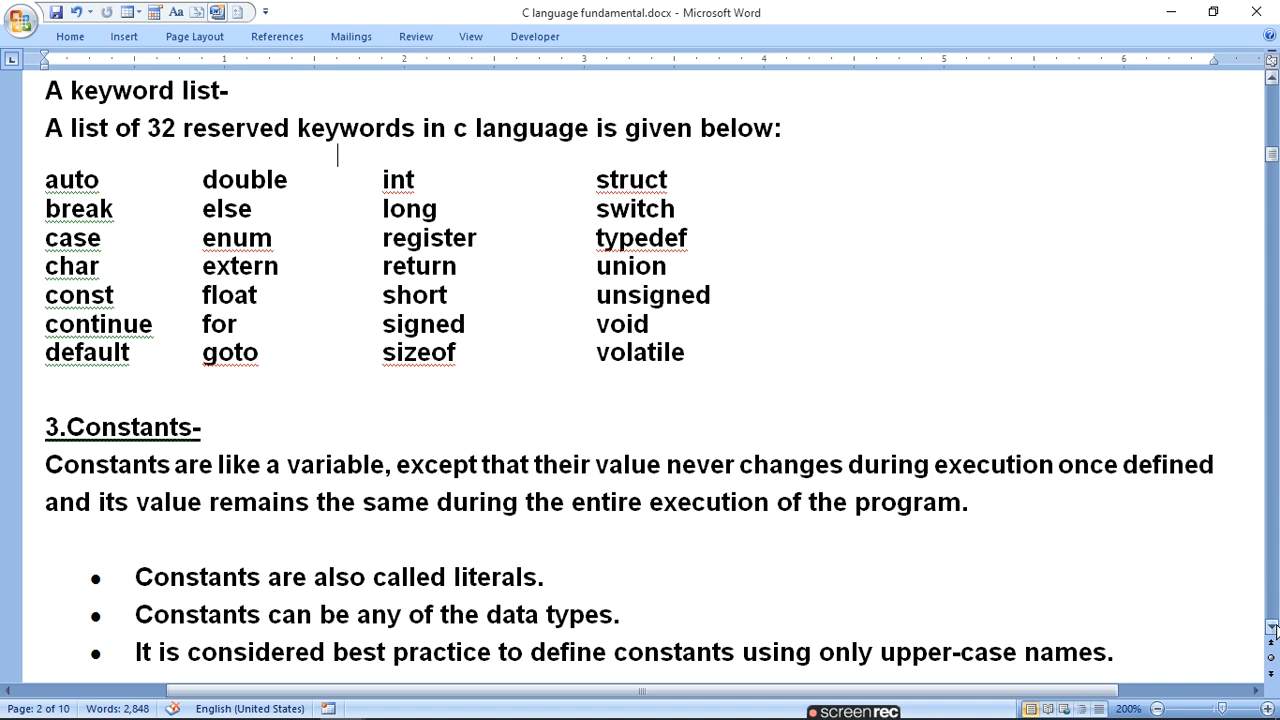 C language fundamental.docx - Microsoft Word
Home Insert Page Layout References Mailings Review View Developer
1 2 3 4 5 6
A keyword list-
A list of 32 reserved keywords in c language is given below:
auto double int struct
break else long switch
case enum register typedef
char extern return union
const float short unsigned
continue for signed void
default goto sizeof volatile
3.Constants-
Constants are like a variable, except that their value never changes during execution once defined
and its value remains the same during the entire execution of the program.
• Constants are also called literals.
• Constants can be any of the data types.
• It is considered best practice to define constants using only upper-case names.
Page: 2 of 10 Words: 2,848 English (United States) 200%
screenrec